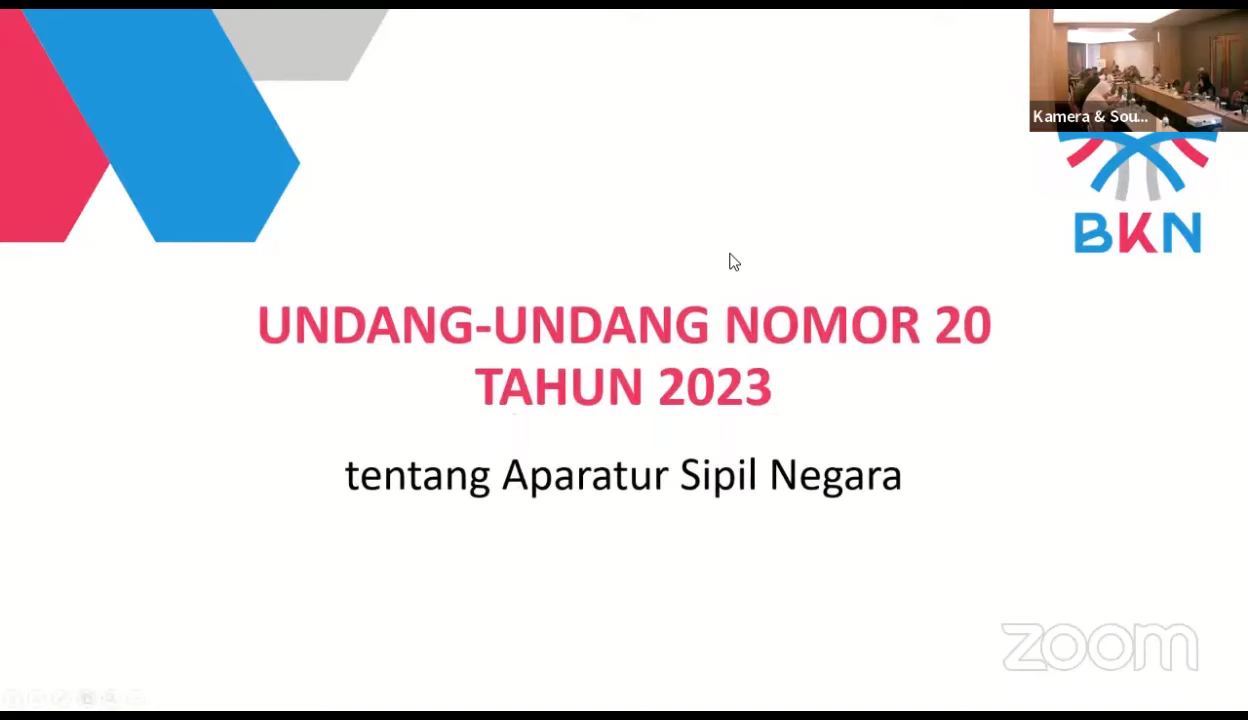 Kamera & Sou...
BKN
UNDANG-UNDANG NOMOR 20
TAHUN 2023
tentang Aparatur Sipil Negara
zoom